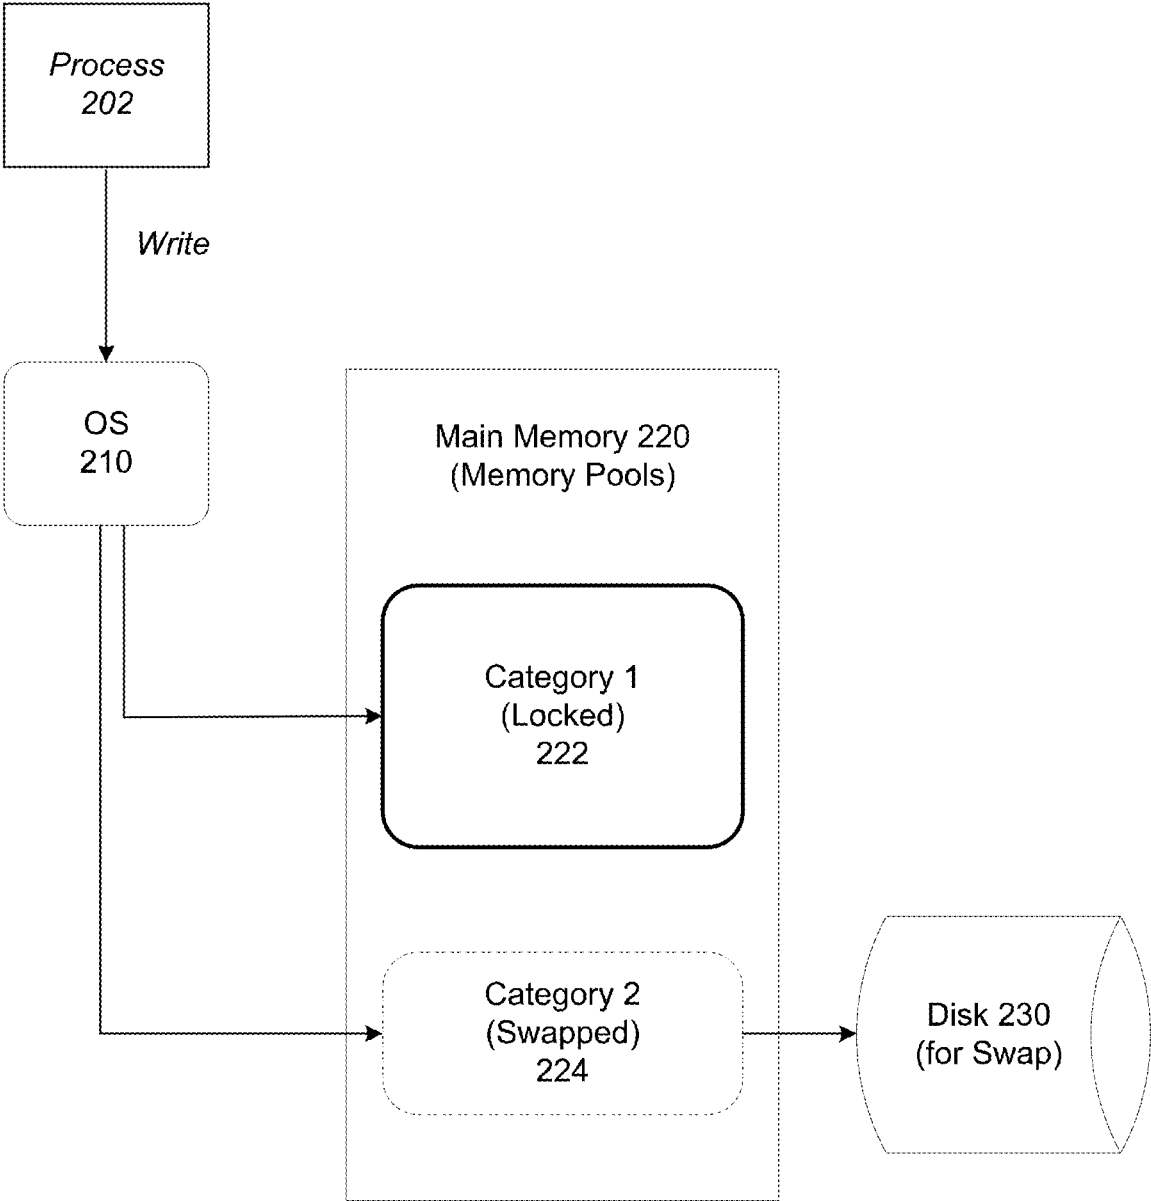 Process
202
Write
OS
210
Main Memory 220
(Memory Pools)
Category 1
(Locked)
222
Category 2
(Swapped)
224
Disk 230
(for Swap)